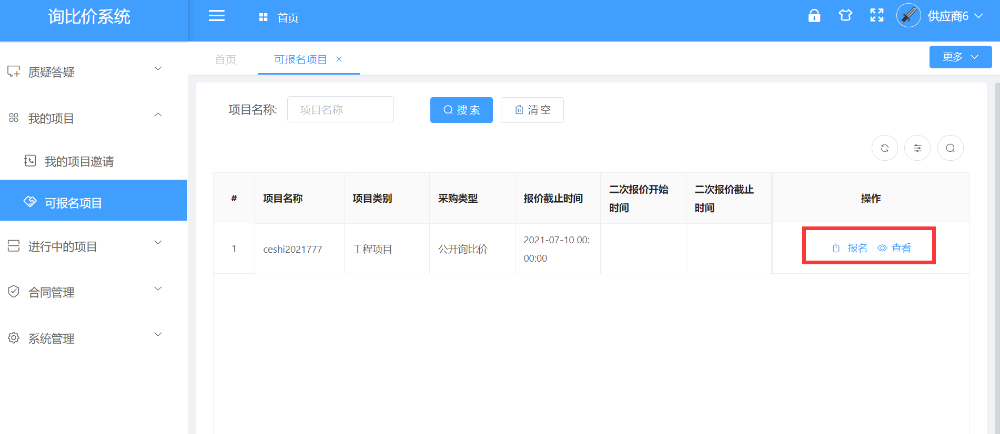 询比价系统
首页
供应商6
质疑答疑
我的项目
我的项目邀请
可报名项目
进行中的项目
合同管理
系统管理
首页
可报名项目
更多
项目名称:
项目名称
搜 索
清 空
#
项目名称
项目类别
采购类型
报价截止时间
二次报价开始
时间
二次报价截止
时间
操作
1
ceshi2021777
工程项目
公开询比价
2021-07-10 00:
00:00
报名
查看